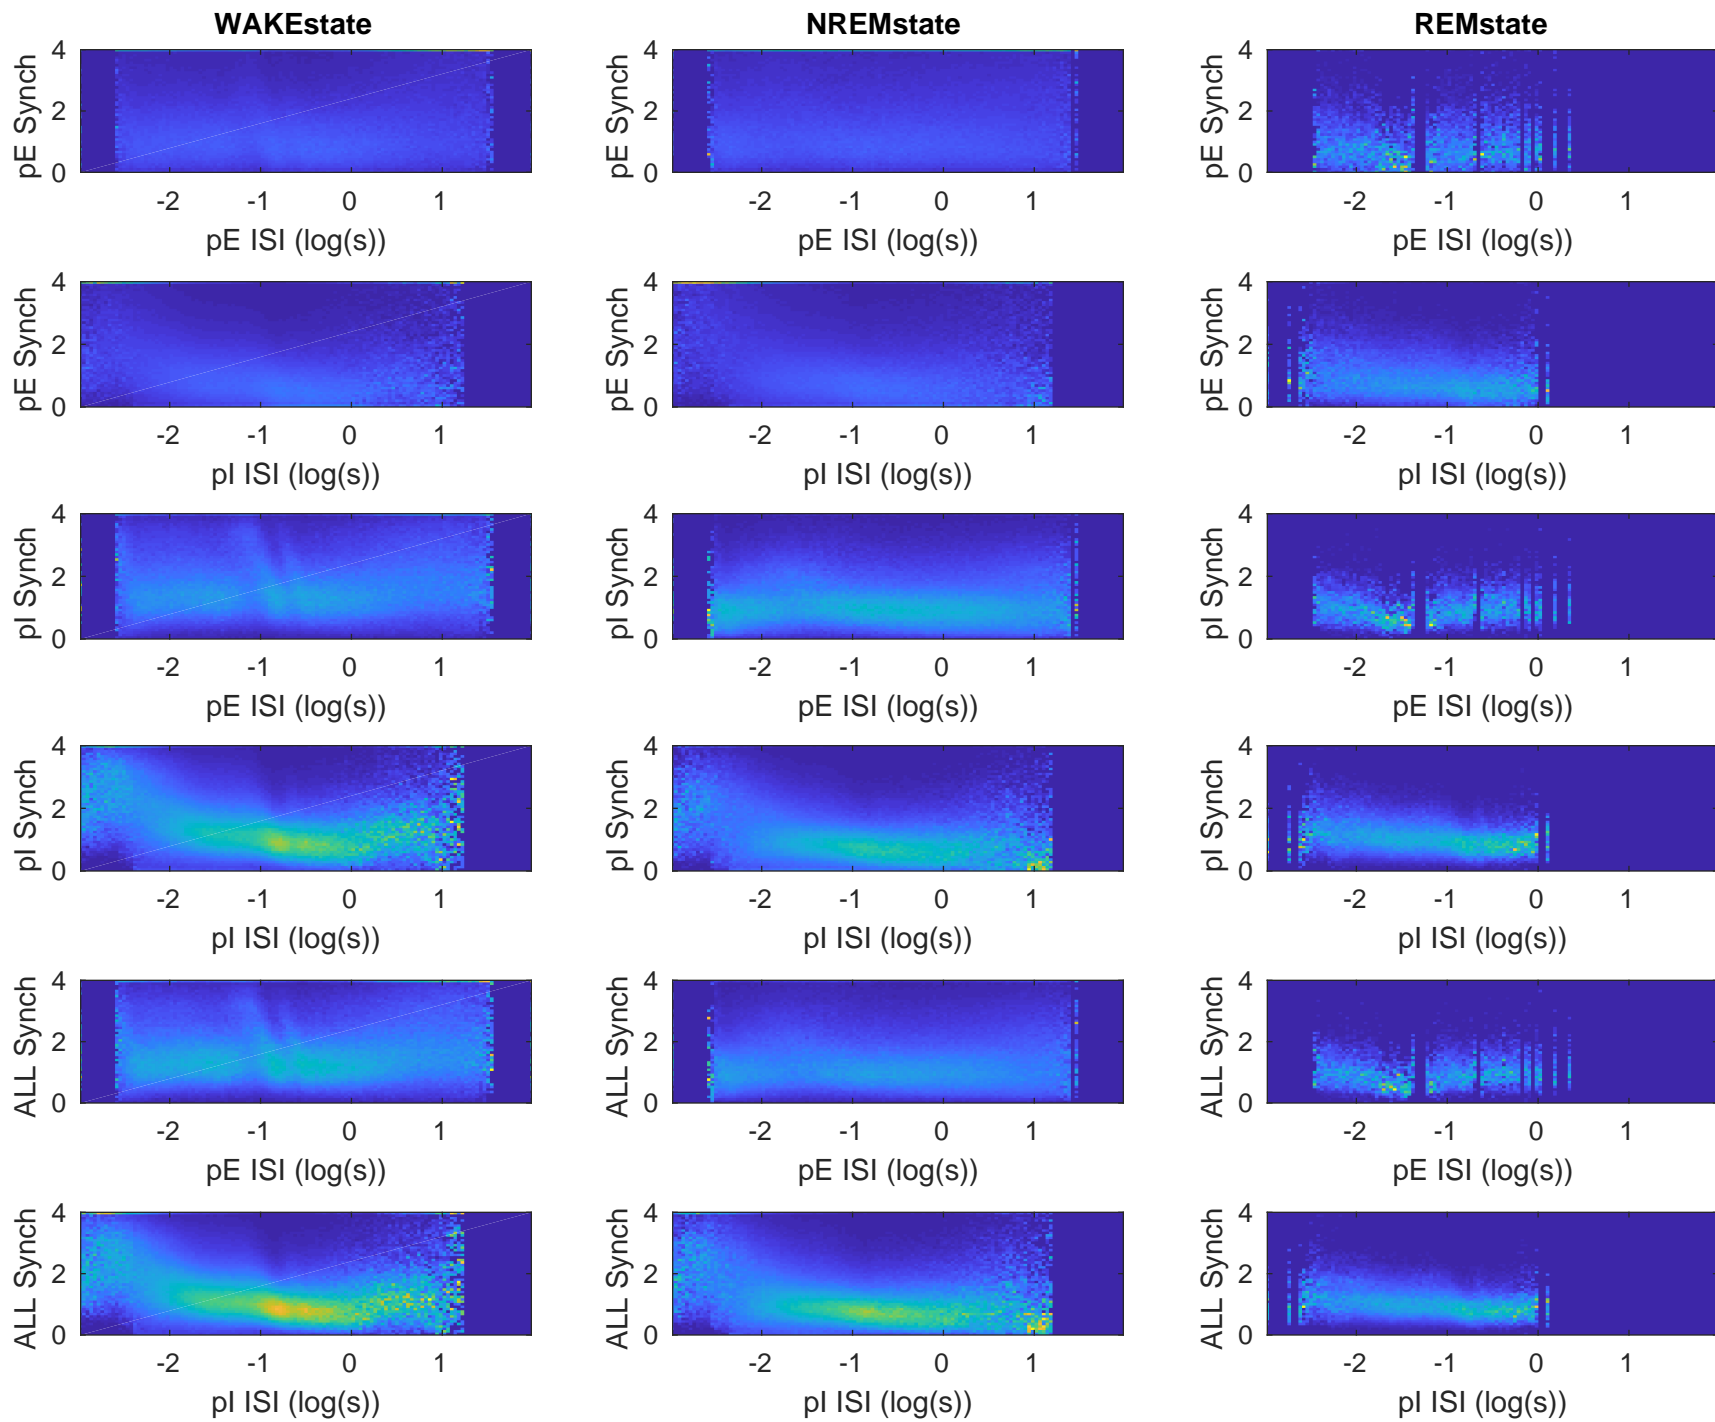 WAKEstate NREMstate REMstate
4 4 4
pE Synch pE Synch pE Synch
2 2 2
0 0 0
-2 -1 0 1 -2 -1 0 1 -2 -1 0 1
pE ISI (log(s)) pE ISI (log(s)) pE ISI (log(s))
4 4 4
pE Synch pE Synch pE Synch
2 2 2
0 0 0
-2 -1 0 1 -2 -1 0 1 -2 -1 0 1
pI ISI (log(s)) pI ISI (log(s)) pI ISI (log(s))
4 4 4
pI Synch pI Synch pI Synch
2 2 2
0 0 0
-2 -1 0 1 -2 -1 0 1 -2 -1 0 1
pE ISI (log(s)) pE ISI (log(s)) pE ISI (log(s))
4 4 4
pI Synch pI Synch pI Synch
2 2 2
0 0 0
-2 -1 0 1 -2 -1 0 1 -2 -1 0 1
pI ISI (log(s)) pI ISI (log(s)) pI ISI (log(s))
4 4 4
ALL Synch ALL Synch ALL Synch
2 2 2
0 0 0
-2 -1 0 1 -2 -1 0 1 -2 -1 0 1
pE ISI (log(s)) pE ISI (log(s)) pE ISI (log(s))
4 4 4
ALL Synch ALL Synch ALL Synch
2 2 2
0 0 0
-2 -1 0 1 -2 -1 0 1 -2 -1 0 1
pI ISI (log(s)) pI ISI (log(s)) pI ISI (log(s))